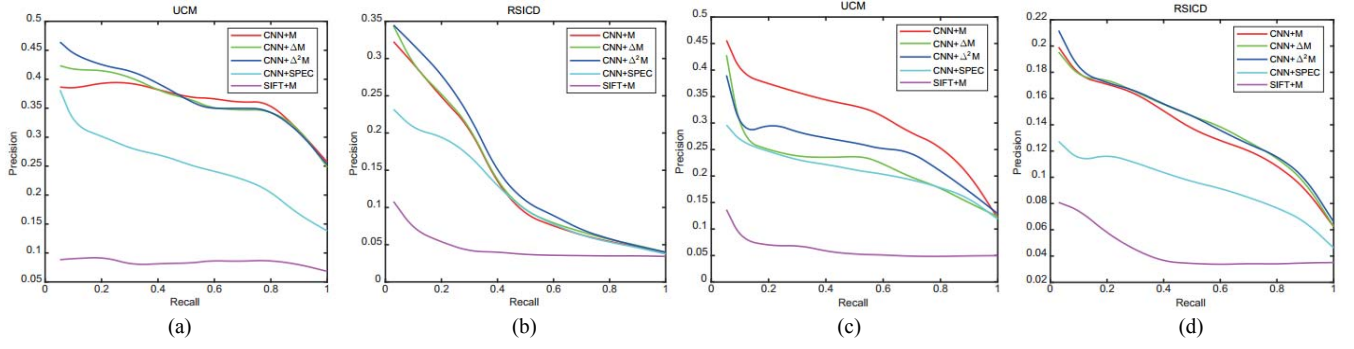 UCM
0.5
0.45
0.4
0.35
0.3
0.25
0.2
0.15
0.1
0.05
Precision
0
0.2
0.4
0.6
0.8
1
Recall
CNN+M
CNN+ΔM
CNN+Δ²M
CNN+SPEC
SIFT+M
(a)
RSICD
0.35
0.3
0.25
0.2
0.15
0.1
0.05
0
Precision
0
0.2
0.4
0.6
0.8
1
Recall
CNN+M
CNN+ΔM
CNN+Δ²M
CNN+SPEC
SIFT+M
(b)
UCM
0.5
0.45
0.4
0.35
0.3
0.25
0.2
0.15
0.1
0.05
0
Precision
0
0.2
0.4
0.6
0.8
1
Recall
CNN+M
CNN+ΔM
CNN+Δ²M
CNN+SPEC
SIFT+M
(c)
RSICD
0.22
0.2
0.18
0.16
0.14
0.12
0.1
0.08
0.06
0.04
0.02
Precision
0
0.2
0.4
0.6
0.8
1
Recall
CNN+M
CNN+ΔM
CNN+Δ²M
CNN+SPEC
SIFT+M
(d)